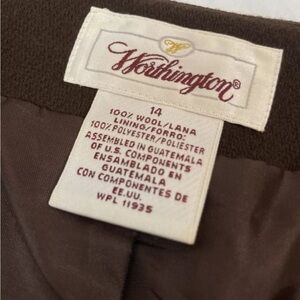 W
Worthington®
14
100% WOOL/LANA
LINING/FORRO:
100% POLYESTER/POLIÉSTER
ASSEMBLED IN GUATEMALA
OF U.S. COMPONENTS
ENSAMBLADO EN
GUATEMALA
CON COMPONENTES DE
EE.UU.
WPL 11935